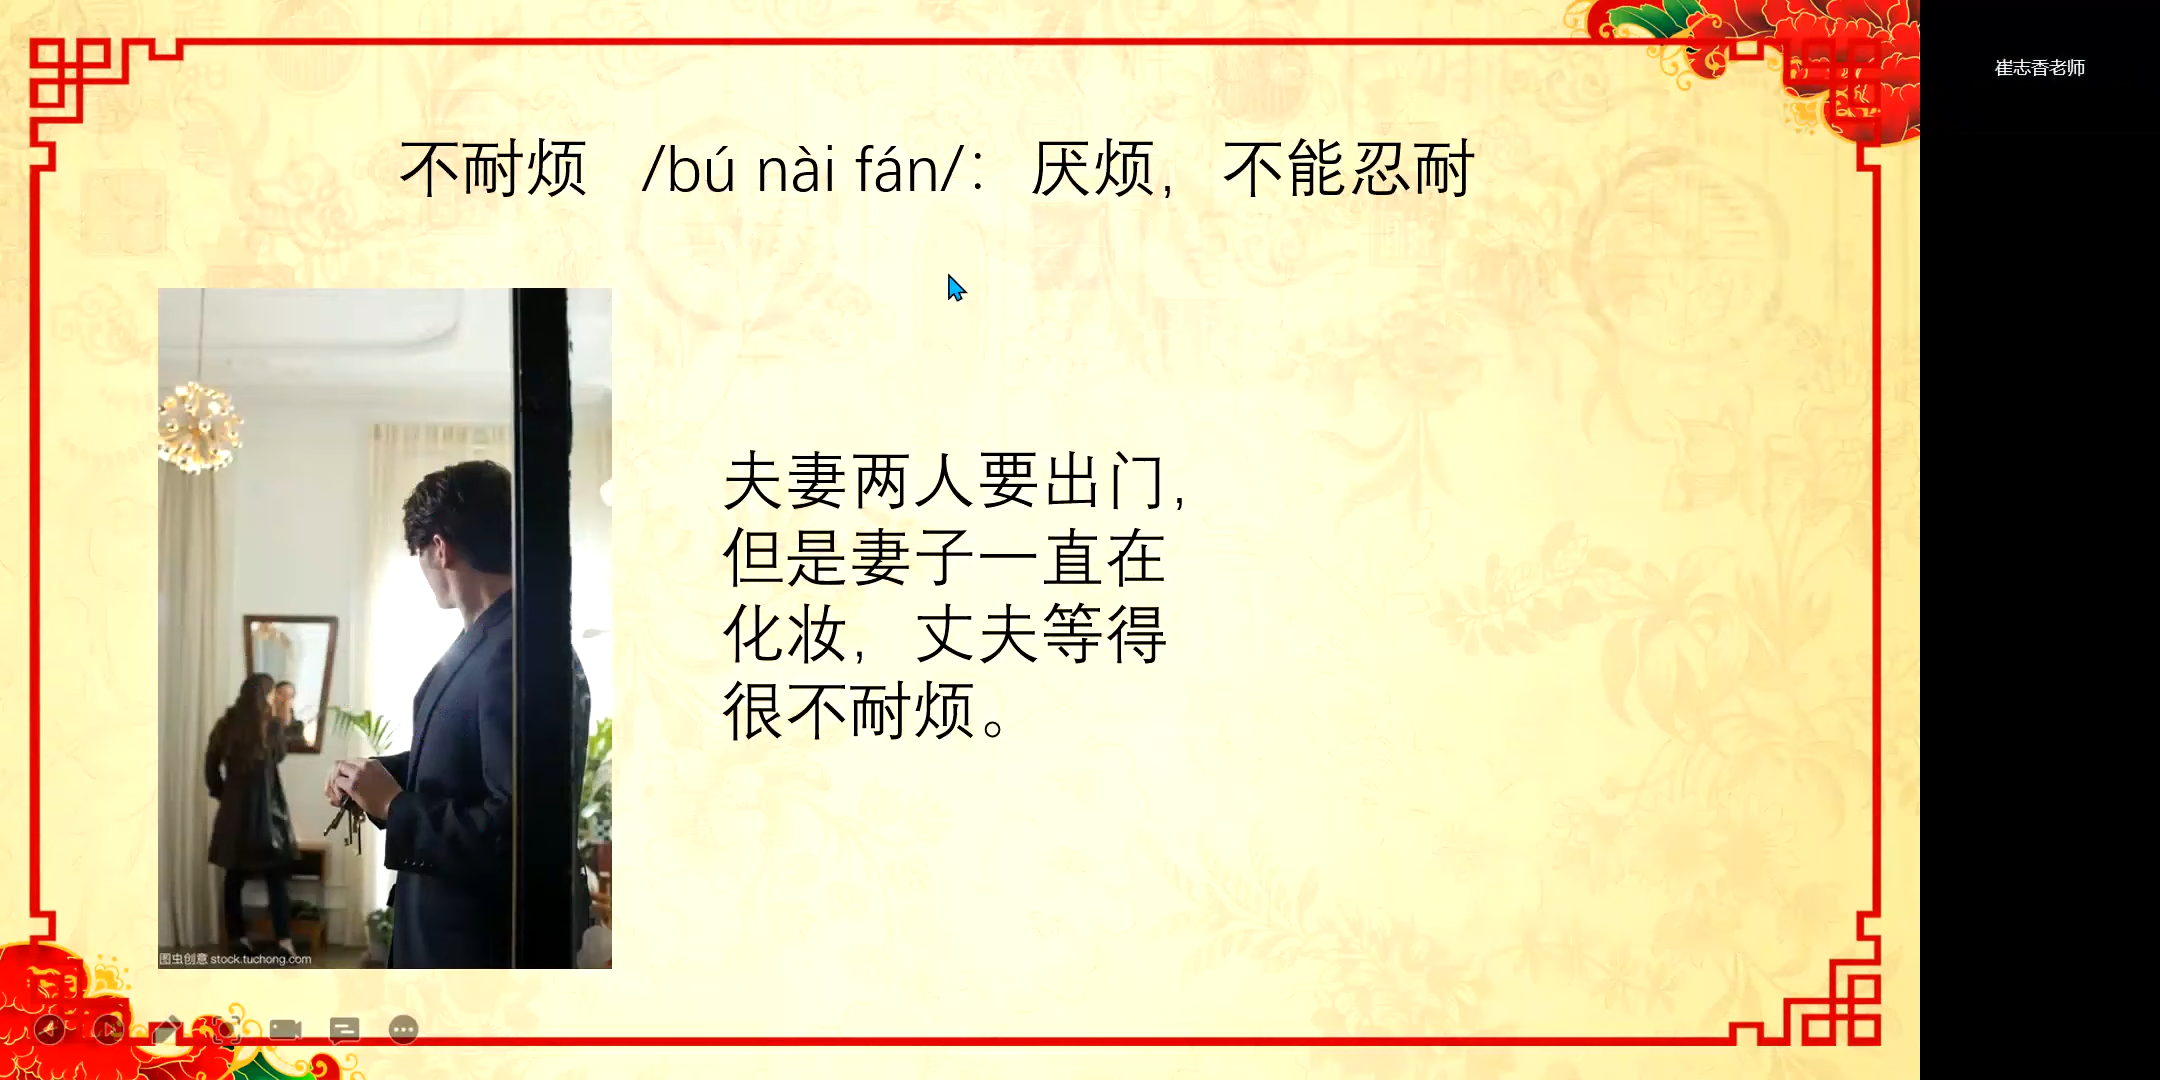 崔志香老师
不耐烦 /bú nài fán/：厌烦，不能忍耐
夫妻两人要出门，
但是妻子一直在
化妆，丈夫等得
很不耐烦。
图虫创意 stock.tuchong.com